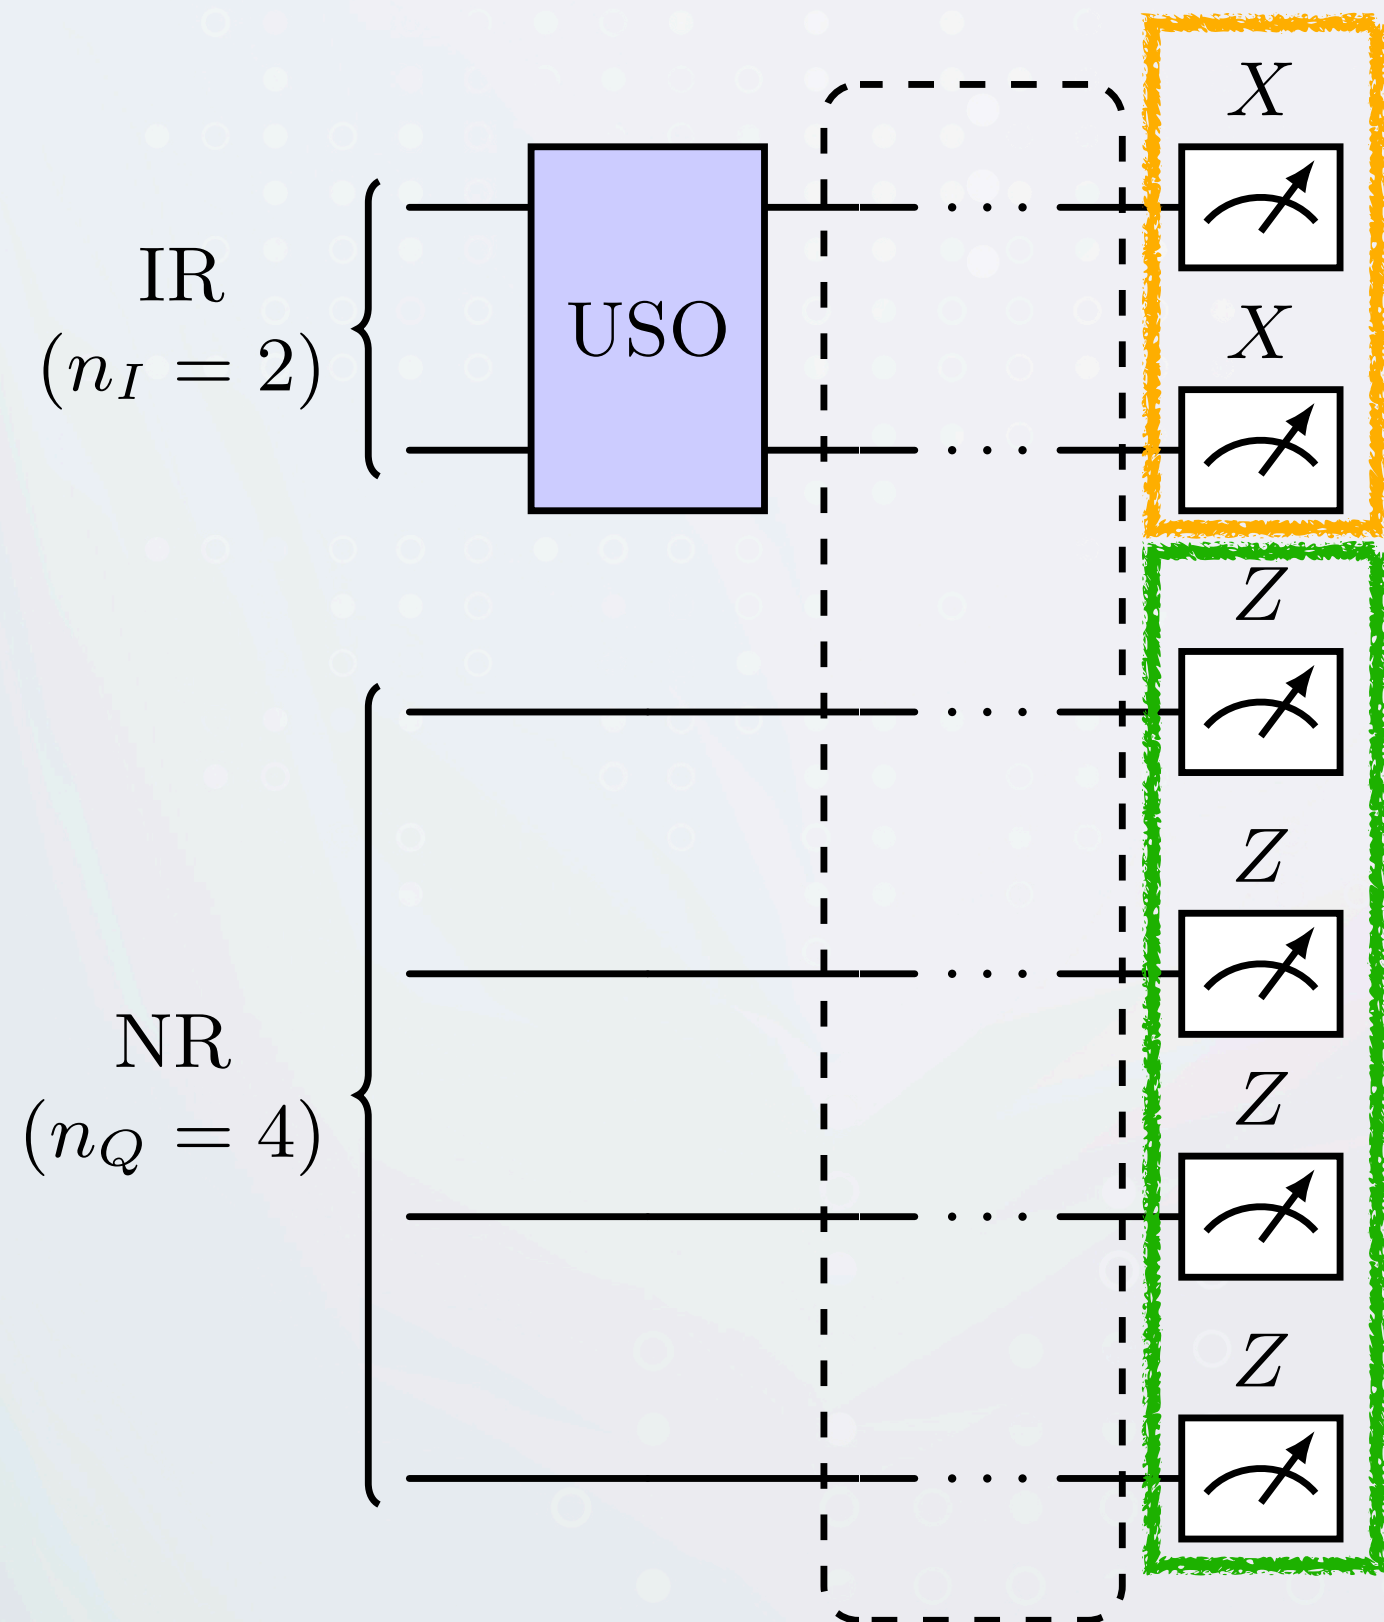 X
IR
USO
X
(n_I = 2)
Z
Z
NR
Z
(n_Q = 4)
Z